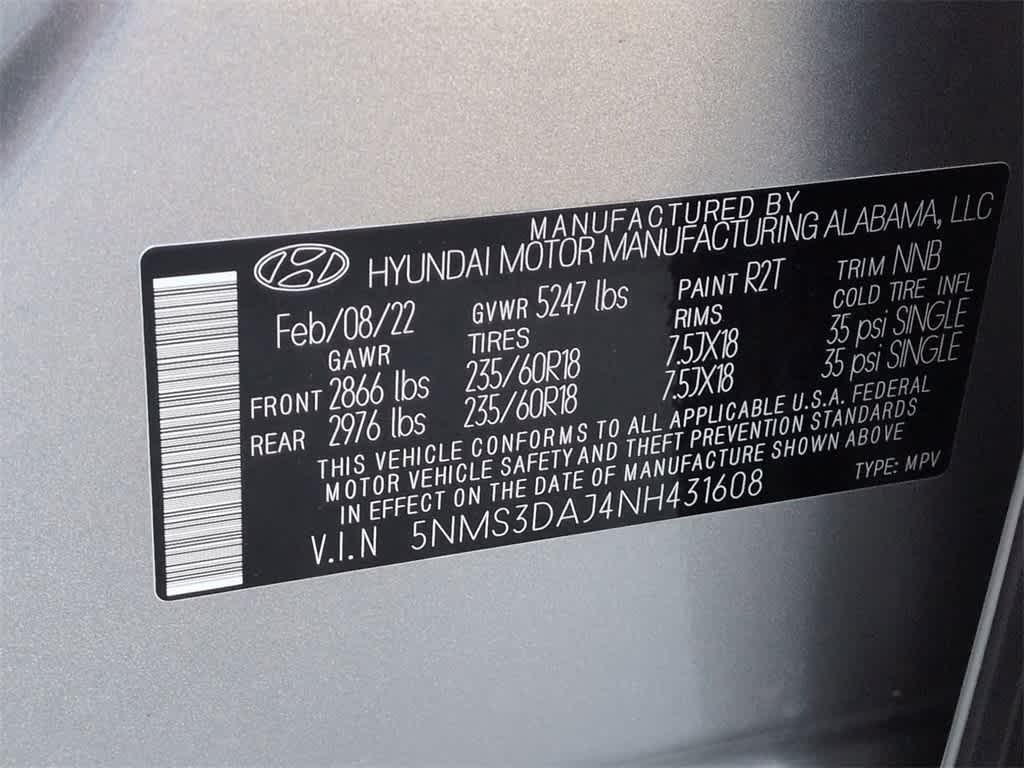 MANUFACTURED BY
HYUNDAI MOTOR MANUFACTURING ALABAMA, LLC
Feb/08/22 GVWR 5247 lbs PAINT R2T TRIM NNB
GAWR TIRES RIMS COLD TIRE INFL
FRONT 2866 lbs 235/60R18 7.5JX18 35 psi SINGLE
REAR 2976 lbs 235/60R18 7.5JX18 35 psi SINGLE
THIS VEHICLE CONFORMS TO ALL APPLICABLE U.S.A. FEDERAL
MOTOR VEHICLE SAFETY AND THEFT PREVENTION STANDARDS
IN EFFECT ON THE DATE OF MANUFACTURE SHOWN ABOVE
V.I.N 5NMS3DAJ4NH431608 TYPE: MPV